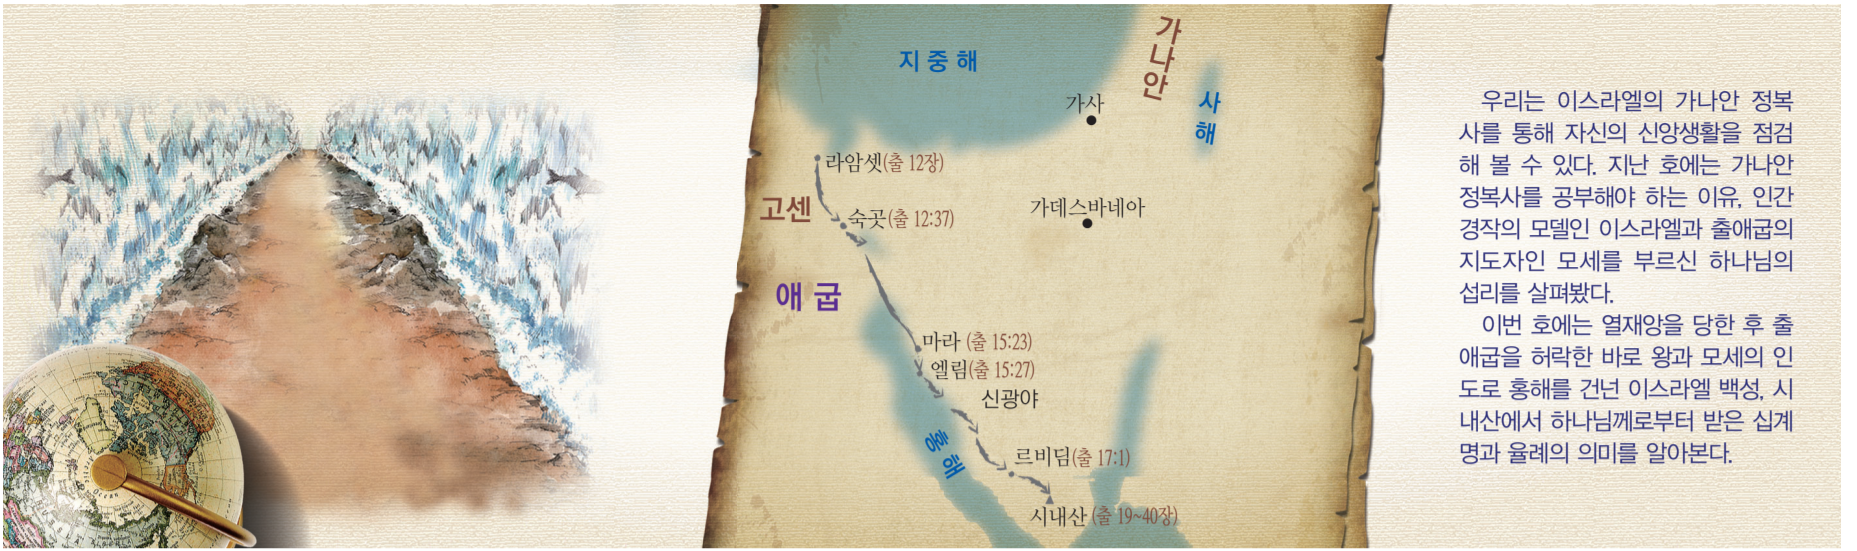 지중해
가나안
사해
가사
라암셋(출 12장)
고센
숙곳(출 12:37)
가데스바네아
애굽
마라 (출 15:23)
엘림(출 15:27)
신광야
홍해
르비딤(출 17:1)
시내산 (출 19~40장)
우리는 이스라엘의 가나안 정복
사를 통해 자신의 신앙생활을 점검
해 볼 수 있다. 지난 호에는 가나안
정복사를 공부해야 하는 이유, 인간
경작의 모델인 이스라엘과 출애굽의
지도자인 모세를 부르신 하나님의
섭리를 살펴봤다.
이번 호에는 열재앙을 당한 후 출
애굽을 허락한 바로 왕과 모세의 인
도로 홍해를 건넌 이스라엘 백성, 시
내산에서 하나님께로부터 받은 십계
명과 율례의 의미를 알아본다.
Ocean